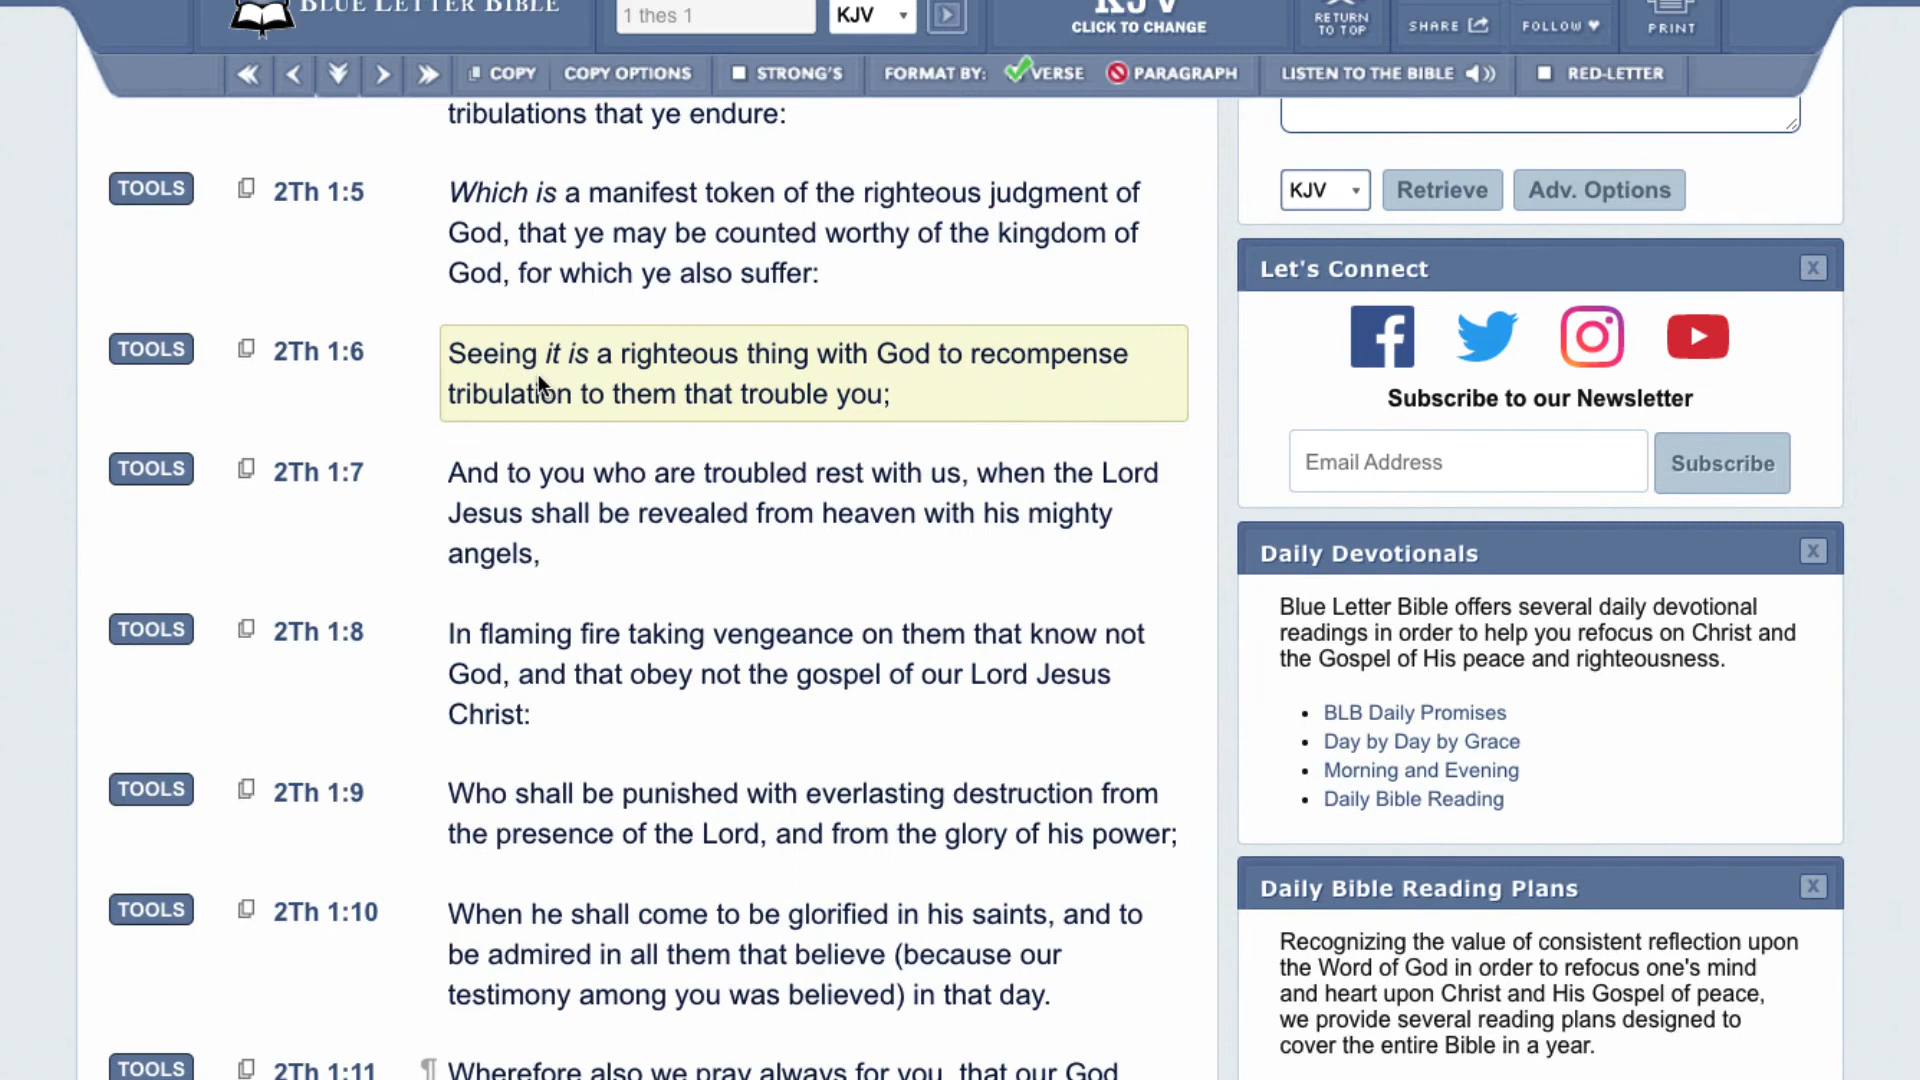 BLUE LETTER BIBLE
1 thes 1
KJV
KJV
CLICK TO CHANGE
RETURN
TO TOP
SHARE
FOLLOW
PRINT
COPY
COPY OPTIONS
STRONG'S
FORMAT BY:
VERSE
PARAGRAPH
LISTEN TO THE BIBLE
RED-LETTER
tribulations that ye endure:
TOOLS
2Th 1:5
Which is a manifest token of the righteous judgment of
God, that ye may be counted worthy of the kingdom of
God, for which ye also suffer:
TOOLS
2Th 1:6
Seeing it is a righteous thing with God to recompense
tribulation to them that trouble you;
TOOLS
2Th 1:7
And to you who are troubled rest with us, when the Lord
Jesus shall be revealed from heaven with his mighty
angels,
TOOLS
2Th 1:8
In flaming fire taking vengeance on them that know not
God, and that obey not the gospel of our Lord Jesus
Christ:
TOOLS
2Th 1:9
Who shall be punished with everlasting destruction from
the presence of the Lord, and from the glory of his power;
TOOLS
2Th 1:10
When he shall come to be glorified in his saints, and to
be admired in all them that believe (because our
testimony among you was believed) in that day.
TOOLS
2Th 1:11
¶ Wherefore also we pray always for you, that our God
KJV
Retrieve
Adv. Options
Let's Connect
X
Subscribe to our Newsletter
Email Address
Subscribe
Daily Devotionals
X
Blue Letter Bible offers several daily devotional
readings in order to help you refocus on Christ and
the Gospel of His peace and righteousness.
• BLB Daily Promises
• Day by Day by Grace
• Morning and Evening
• Daily Bible Reading
Daily Bible Reading Plans
X
Recognizing the value of consistent reflection upon
the Word of God in order to refocus one's mind
and heart upon Christ and His Gospel of peace,
we provide several reading plans designed to
cover the entire Bible in a year.